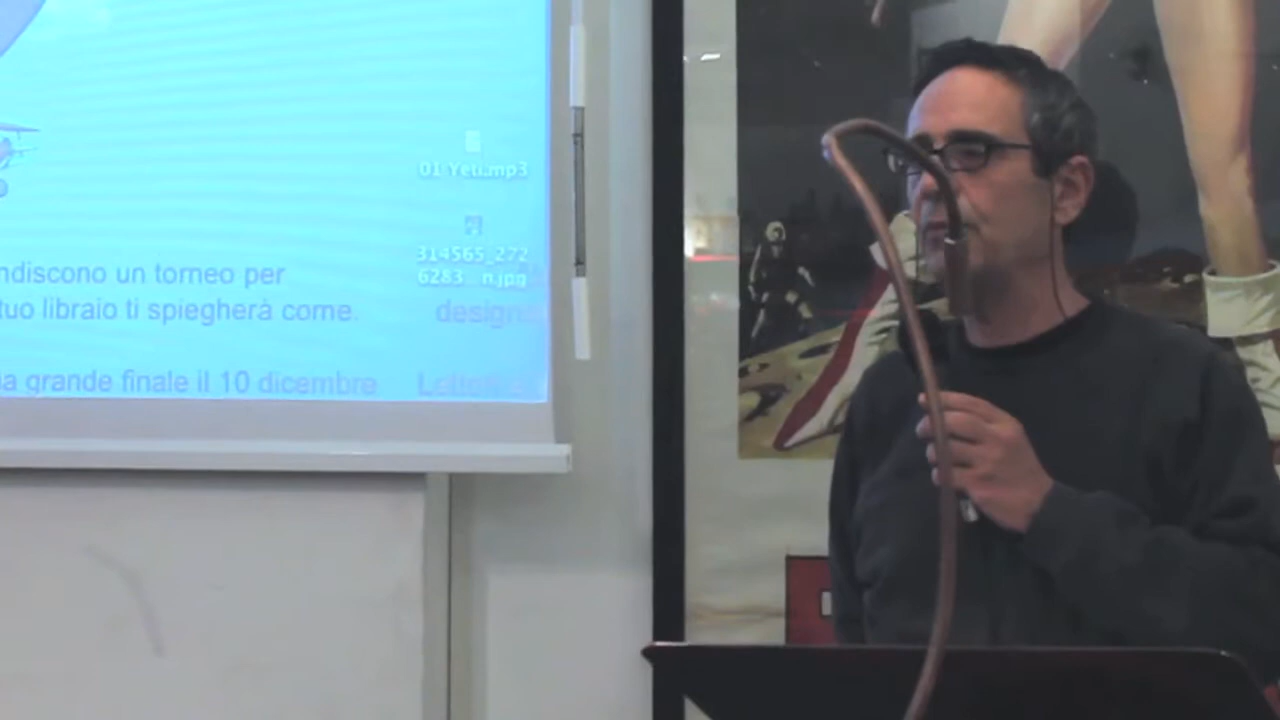 01 Yeti.mp3
314565_272
6283...n.jpg
ndiscono un torneo per
tuo libraio ti spiegherà come.
a grande finale il 10 dicembre